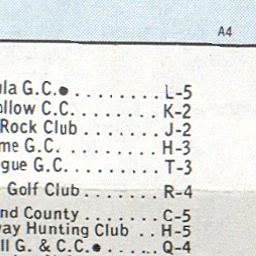 A4
ula G.C.●.........L-5
ollow C.C..........K-2
Rock Club........J-2
me G.C..........H-3
gue G.C..........T-3
Golf Club........R-4
nd County.......C-5
way Hunting Club..H-5
ll G. & C.C.●......Q-4